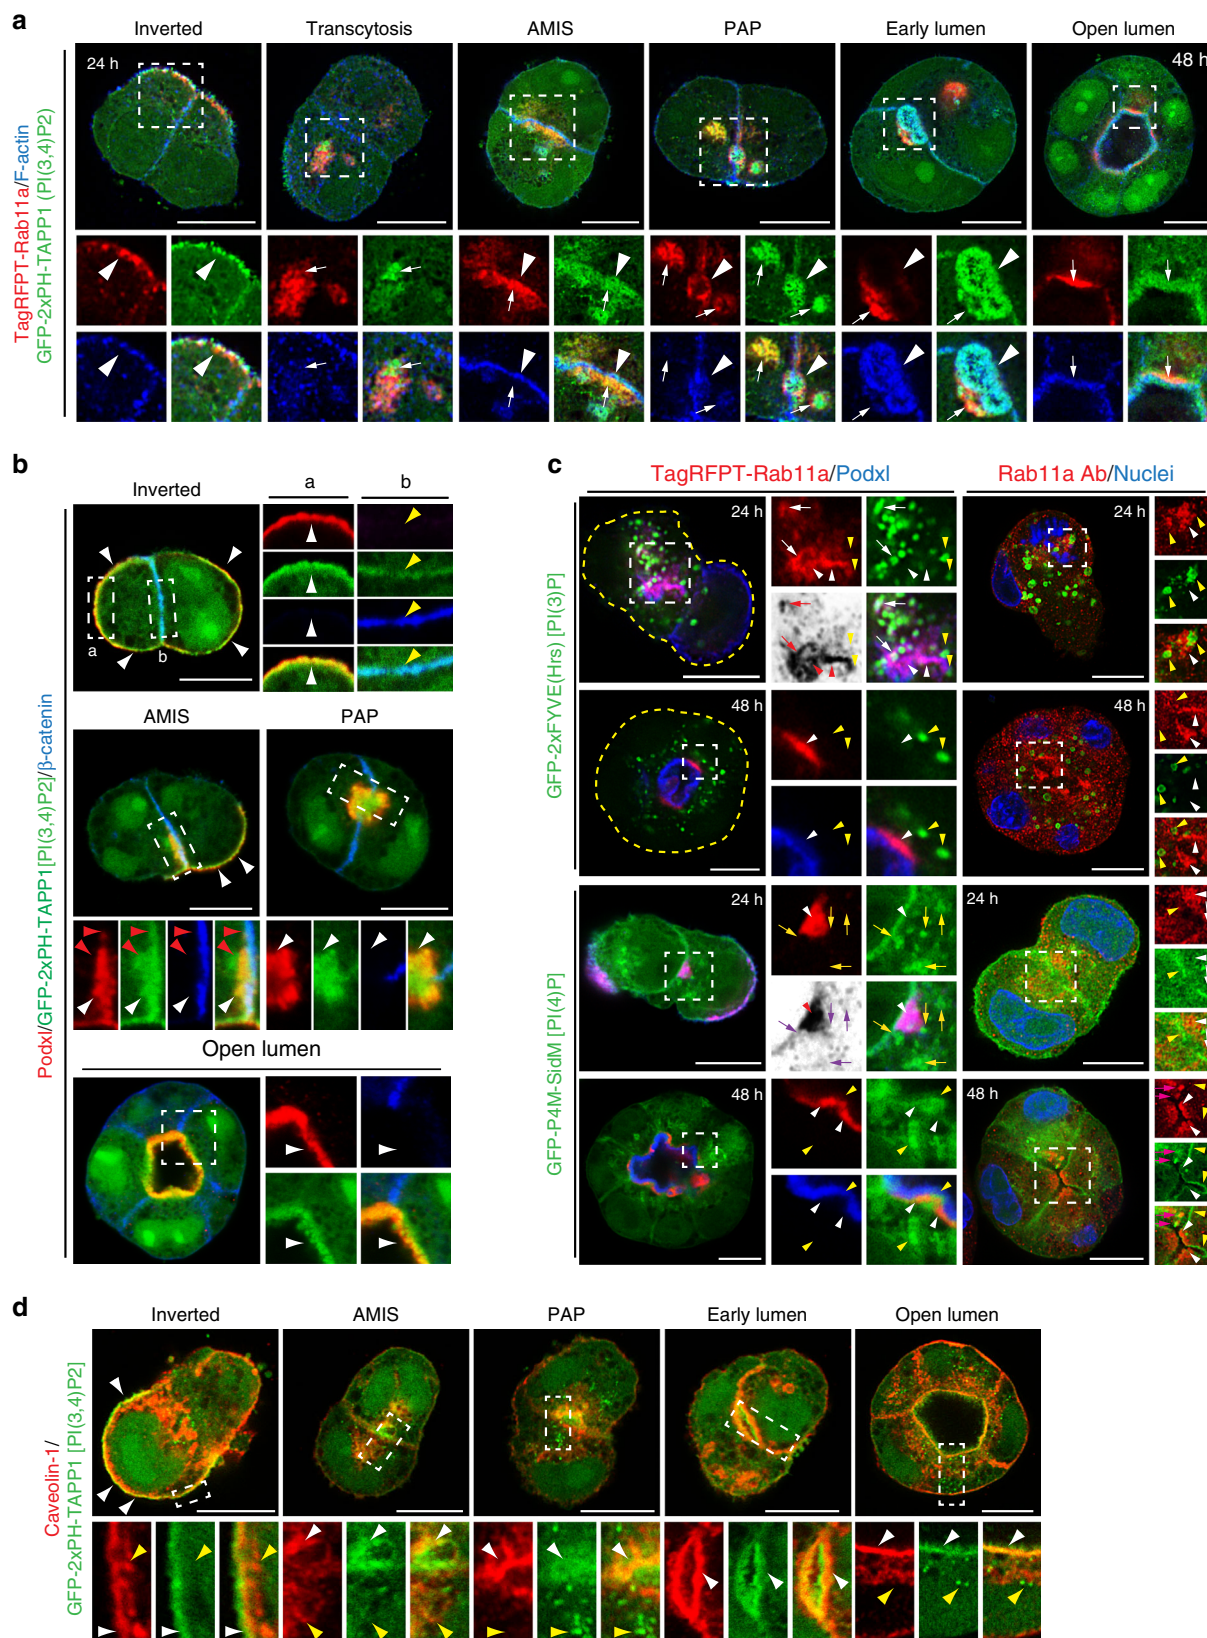 a
Inverted
Transcytosis
AMIS
PAP
Early lumen
Open lumen
TagRFPT-Rab11a/F-actin
GFP-2xPH-TAPP1 (PI(3,4)P2)
24 h
48 h
b
Inverted
a
b
a
b
Podxl/GFP-2xPH-TAPP1[PI(3,4)P2]/β-catenin
AMIS
PAP
Open lumen
c
TagRFPT-Rab11a/Podxl
Rab11a Ab/Nuclei
GFP-2xFYVE(Hrs) [PI(3)P]
24 h
24 h
48 h
48 h
GFP-P4M-SidM [PI(4)P]
24 h
24 h
48 h
48 h
d
Inverted
AMIS
PAP
Early lumen
Open lumen
Caveolin-1/
GFP-2xPH-TAPP1 [PI(3,4)P2]